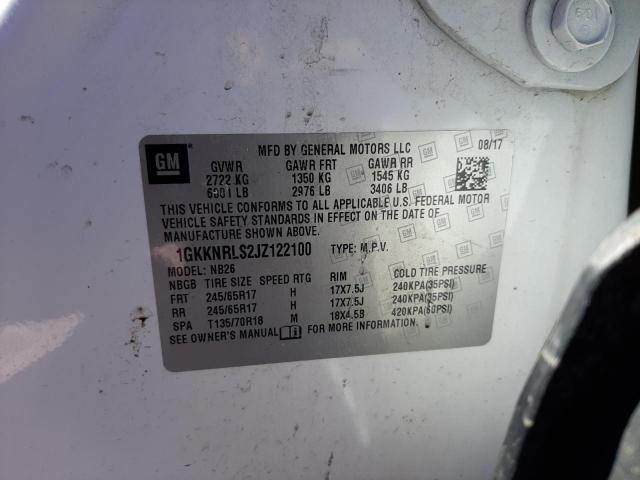 GM
MFD BY GENERAL MOTORS LLC 08/17
GVWR GAWR FRT GAWR RR
2722 KG 1350 KG 1545 KG
6001 LB 2976 LB 3406 LB
THIS VEHICLE CONFORMS TO ALL APPLICABLE U.S. FEDERAL MOTOR
VEHICLE SAFETY STANDARDS IN EFFECT ON THE DATE OF
MANUFACTURE SHOWN ABOVE.
1GKKNRLS2JZ122100 TYPE: M.P.V.
MODEL: NB26
NBGB TIRE SIZE SPEED RTG RIM COLD TIRE PRESSURE
FRT 245/65R17 H 17X7.5J 240KPA(35PSI)
RR 245/65R17 H 17X7.5J 240KPA(35PSI)
SPA T135/70R18 M 18X4.5B 420KPA(60PSI)
SEE OWNER'S MANUAL FOR MORE INFORMATION.